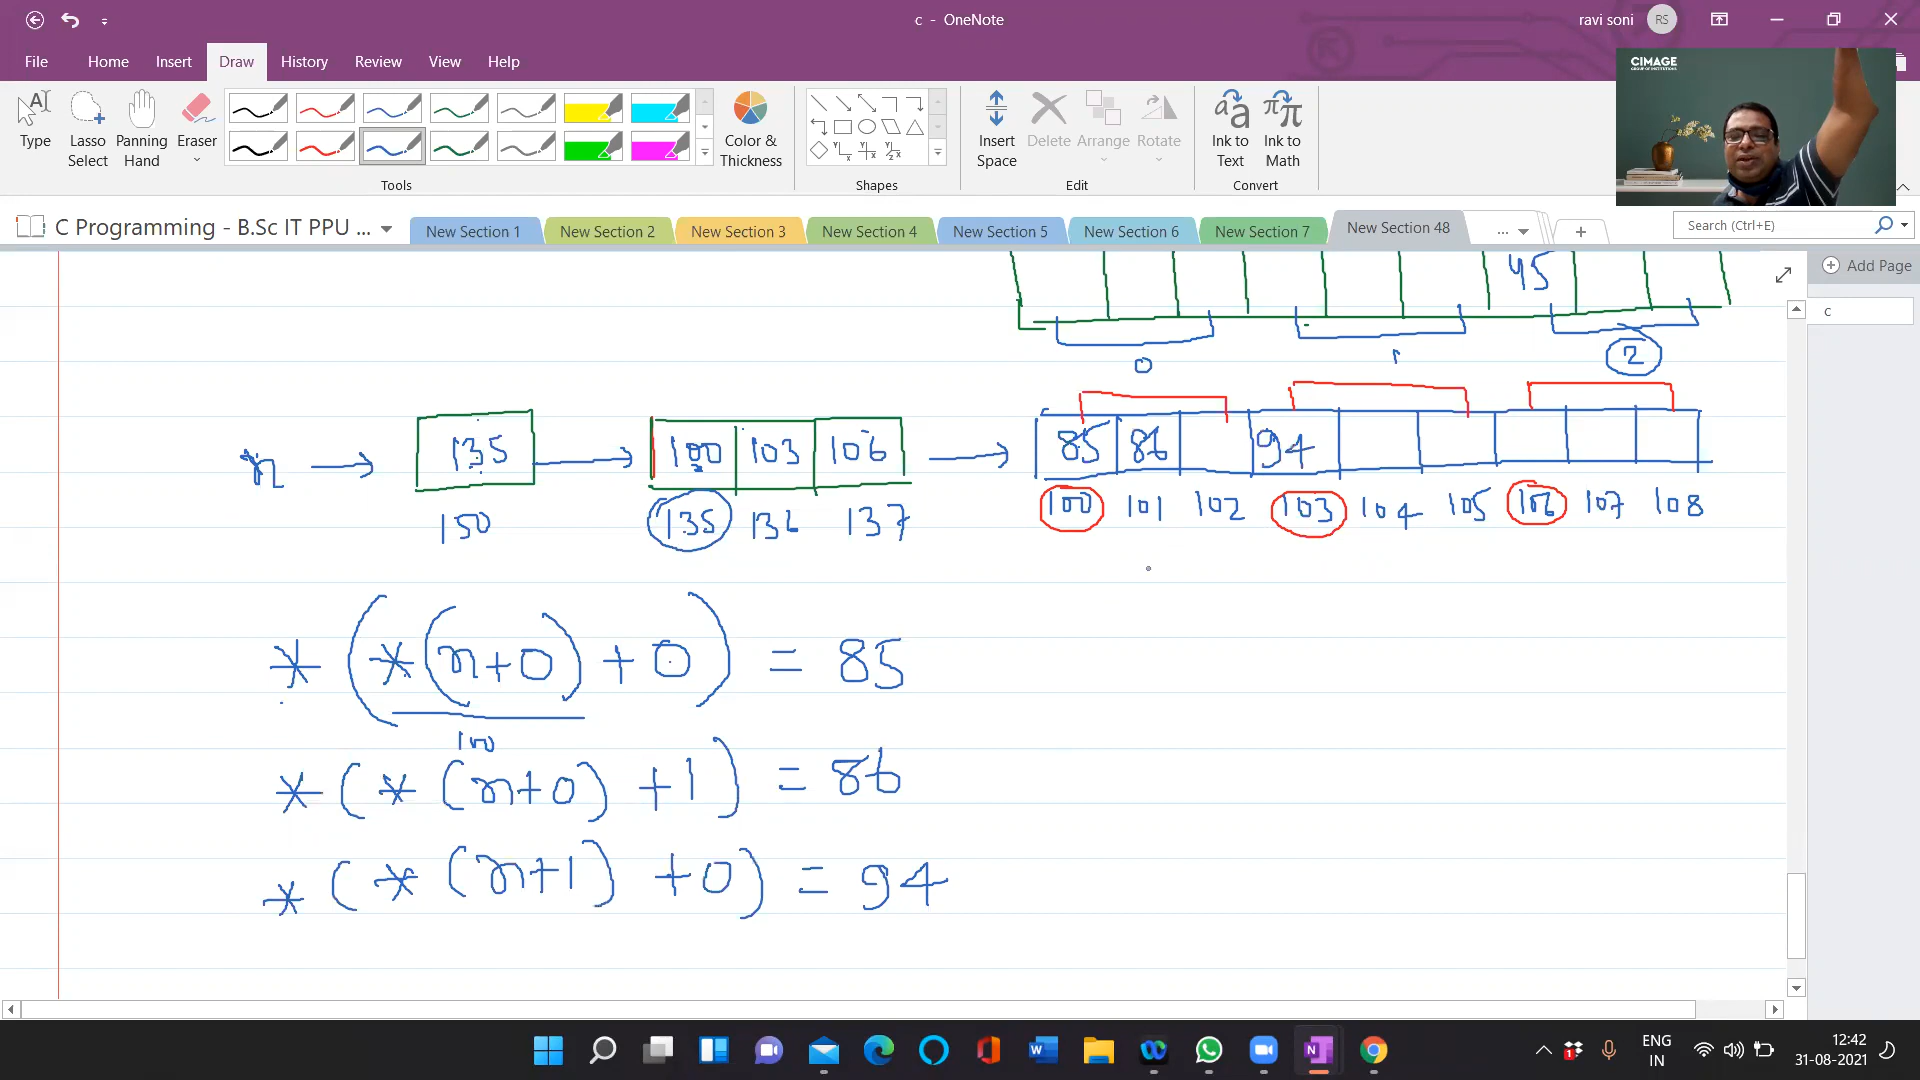 c - OneNote
ravi soni RS
File Home Insert Draw History Review View Help
CIMAGE
GROUP OF INSTITUTIONS
Type Lasso Select Panning Hand Eraser Color & Thickness Insert Space Delete Arrange Rotate Ink to Text Ink to Math
Tools Shapes Edit Convert
C Programming - B.Sc IT PPU ... New Section 1 New Section 2 New Section 3 New Section 4 New Section 5 New Section 6 New Section 7 New Section 48 ... + Search (Ctrl+E)
Add Page
c
45
0 1 2
n → 135 → 100 103 106 → 85 86 94
150 135 136 137 100 101 102 103 104 105 106 107 108
* (*(n+0) + 0) = 85
100
* (* (n+0) +1) = 86
* (* (n+1) +0) = 94
ENG IN
12:42
31-08-2021